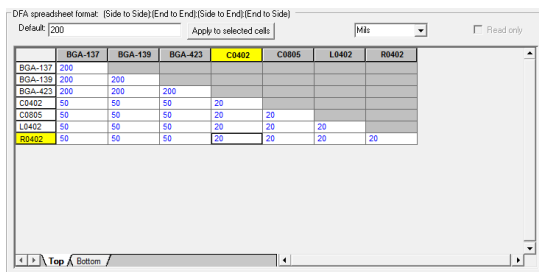 DFA spreadsheet format: (Side to Side);(End to End);(Side to End);(End to Side)
Default: 200 Apply to selected cells Mils Read only
BGA-137 BGA-139 BGA-423 C0402 C0805 L0402 R0402
BGA-137 200
BGA-139 200 200
BGA-423 200 200 200
C0402 50 50 50 20
C0805 50 50 50 20 20
L0402 50 50 50 20 20 20
R0402 50 50 50 20 20 20 20
Top Bottom